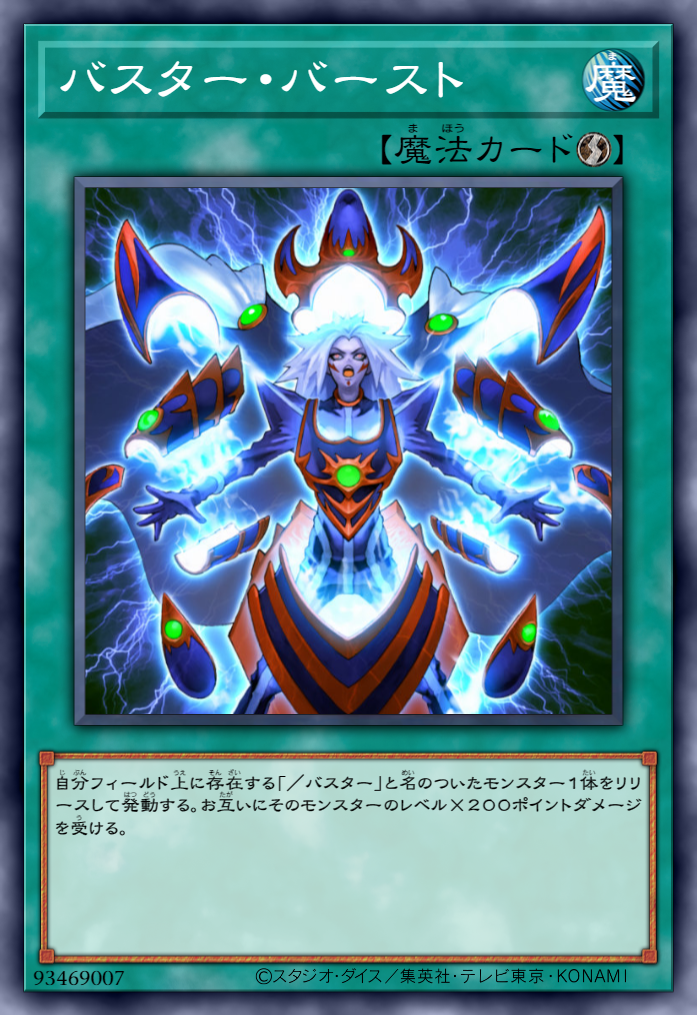 バスター・バースト
魔
【魔法カード】
自分フィールド上に存在する「／バスター」と名のついたモンスター１体をリリ
ースして発動する。お互いにそのモンスターのレベル×２００ポイントダメージ
を受ける。
93469007 ©スタジオ・ダイス／集英社・テレビ東京・KONAMI